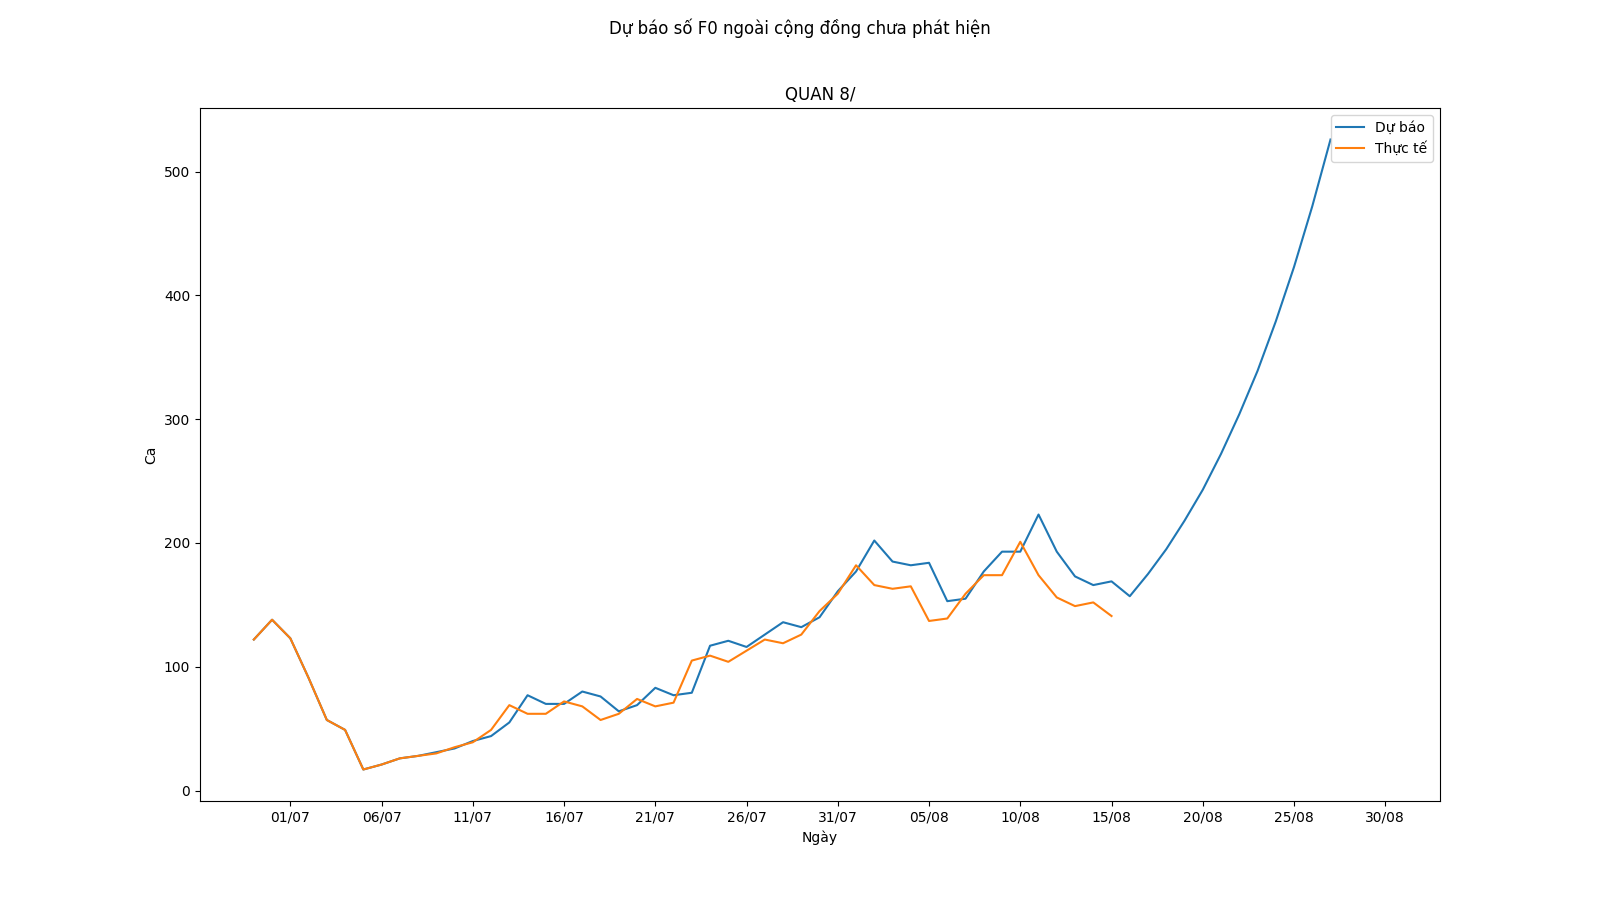 Dự báo số F0 ngoài cộng đồng chưa phát hiện
QUAN 8/
Dự báo
Thực tế
500
400
300
200
100
0
Ca
01/07 06/07 11/07 16/07 21/07 26/07 31/07 05/08 10/08 15/08 20/08 25/08 30/08
Ngày